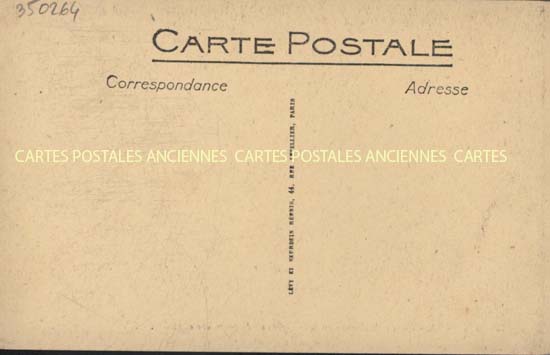 350264
CARTE POSTALE
Correspondance
Adresse
CARTES POSTALES ANCIENNES CARTES POSTALES ANCIENNES CARTES
LÉVY ET NEURDEIN RÉUNIS, 44, RUE LETELLIER, PARIS